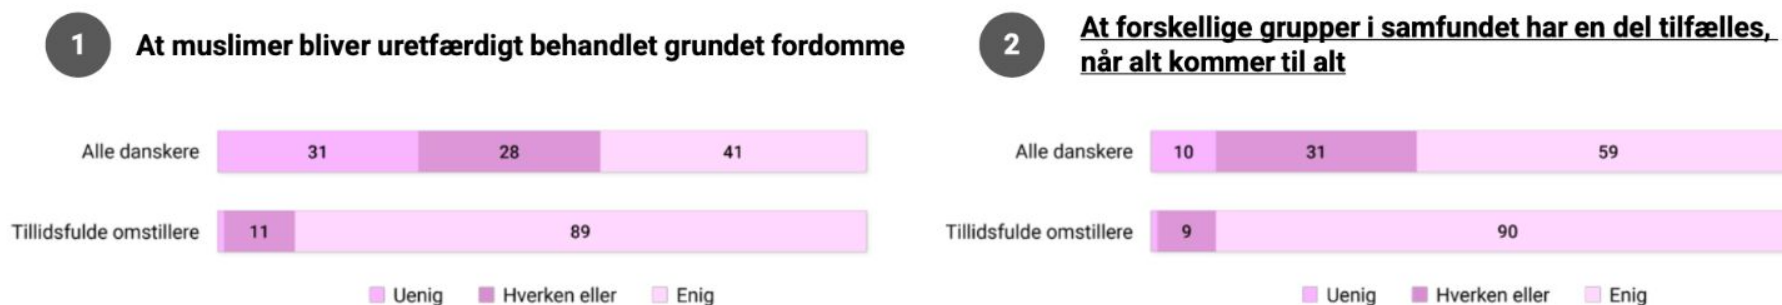 1
At muslimer bliver uretfærdigt behandlet grundet fordomme
Alle danskere
31
28
41
Tillidsfulde omstillere
11
89
Uenig
Hverken eller
Enig
2
At forskellige grupper i samfundet har en del tilfælles,
når alt kommer til alt
Alle danskere
10
31
59
Tillidsfulde omstillere
9
90
Uenig
Hverken eller
Enig